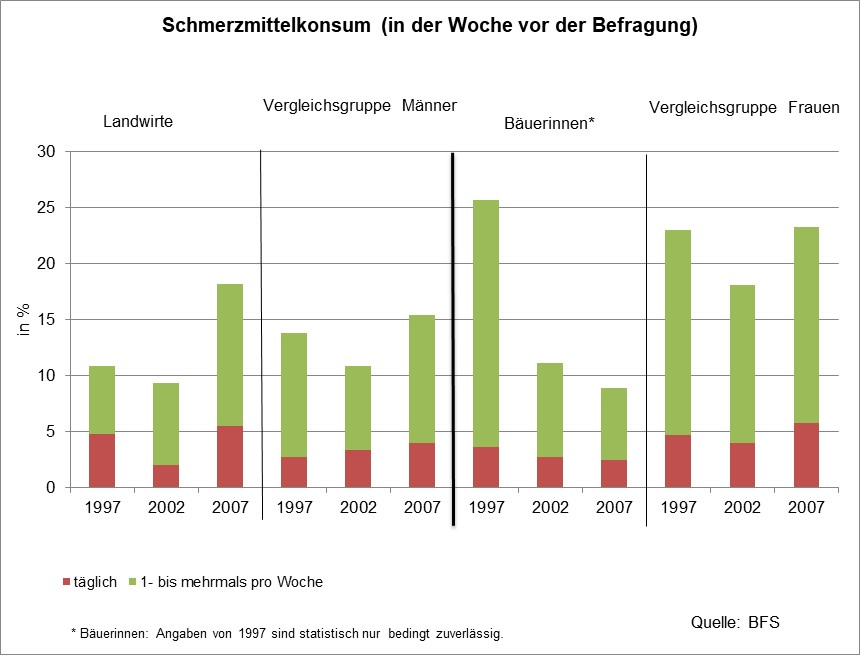 Schmerzmittelkonsum (in der Woche vor der Befragung)
Landwirte
Vergleichsgruppe Männer
Bäuerinnen*
Vergleichsgruppe Frauen
30
25
20
15
10
5
0
in %
1997 2002 2007 1997 2002 2007 1997 2002 2007 1997 2002 2007
täglich 1- bis mehrmals pro Woche
Quelle: BFS
* Bäuerinnen: Angaben von 1997 sind statistisch nur bedingt zuverlässig.